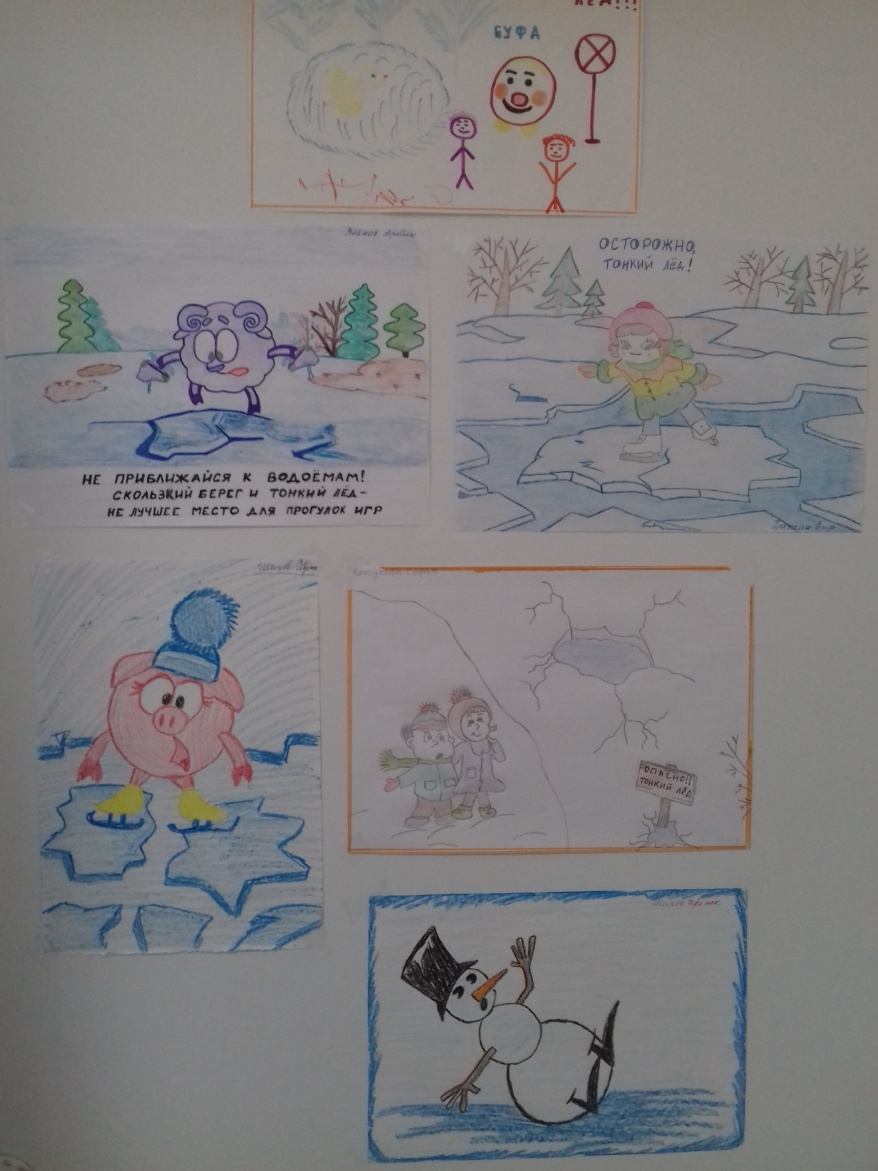 ЛЁД!!!
БУФА
ОСТОРОЖНО,
ТОНКИЙ ЛЁД!
НЕ ПРИБЛИЖАЙСЯ К ВОДОЁМАМ!
СКОЛЬЗКИЙ БЕРЕГ И ТОНКИЙ ЛЁД -
НЕ ЛУЧШЕЕ МЕСТО ДЛЯ ПРОГУЛОК ИГР
ОПАСНО!!
ТОНКИЙ ЛЁД